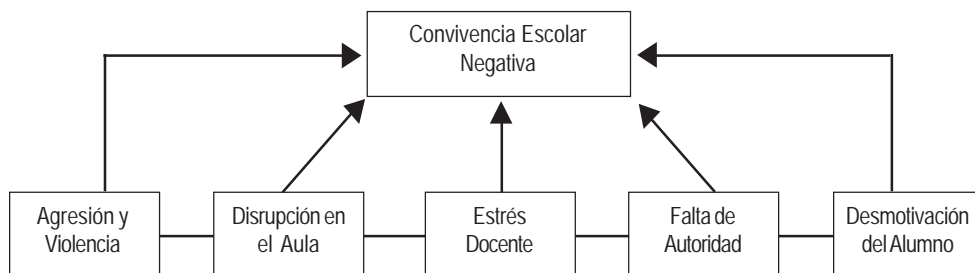 Convivencia Escolar
Negativa
Agresión y
Violencia
Disrupción en
el Aula
Estrés
Docente
Falta de
Autoridad
Desmotivación
del Alumno